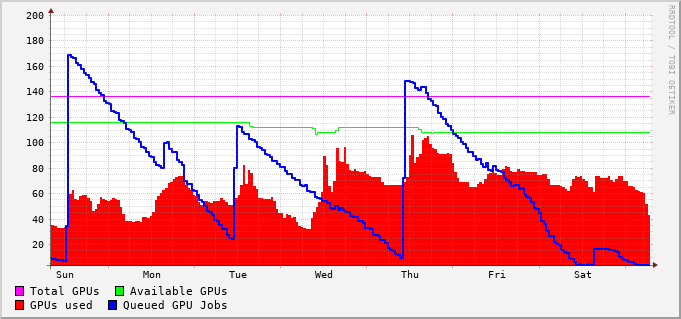 200
180
160
140
120
100
80
60
40
20
Sun Mon Tue Wed Thu Fri Sat
RRDTOOL / TOBI OETIKER
Total GPUs Available GPUs
GPUs used Queued GPU Jobs